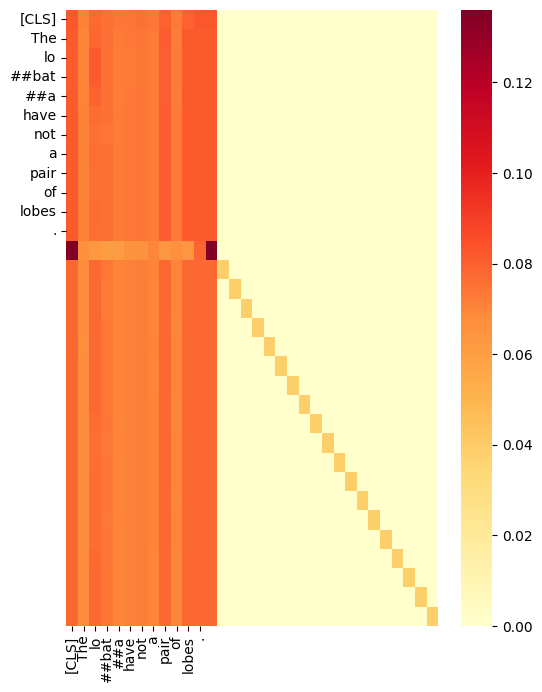 [CLS]
The
lo
##bat
##a
have
not
a
pair
of
lobes
.
0.12
0.10
0.08
0.06
0.04
0.02
0.00
[CLS]
The
lo
##bat
##a
have
not
a
pair
of
lobes
.